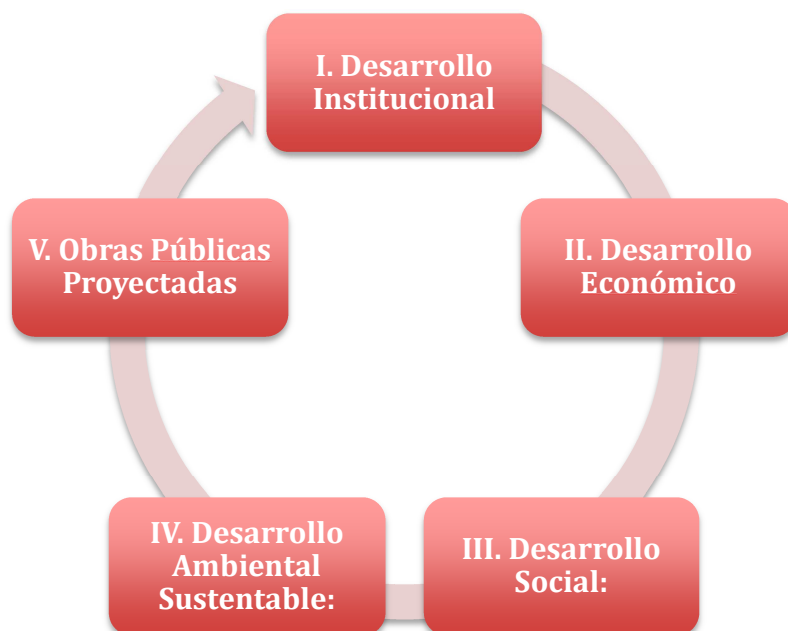 I. Desarrollo
Institucional
II. Desarrollo
Económico
III. Desarrollo
Social:
IV. Desarrollo
Ambiental
Sustentable:
V. Obras Públicas
Proyectadas